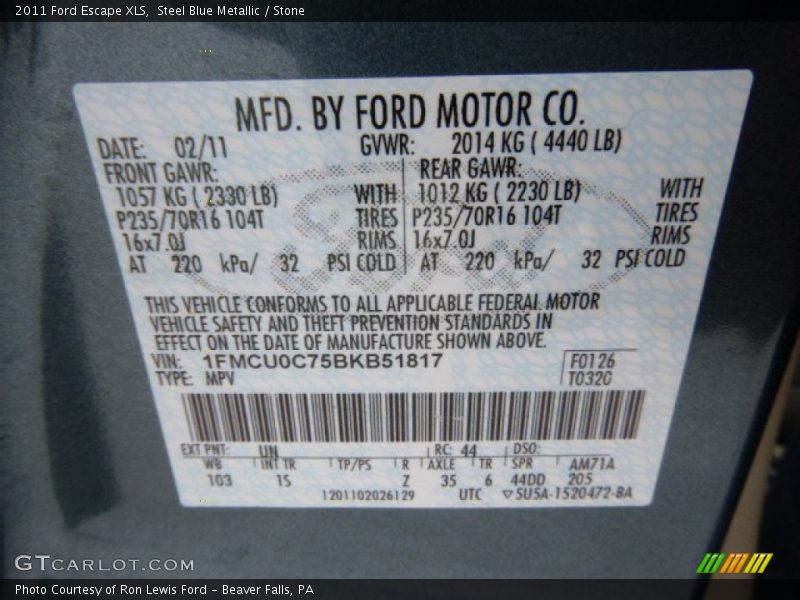 2011 Ford Escape XLS, Steel Blue Metallic / Stone
MFD. BY FORD MOTOR CO.
DATE: 02/11 GVWR: 2014 KG ( 4440 LB)
FRONT GAWR: REAR GAWR:
1057 KG ( 2330 LB) WITH 1012 KG ( 2230 LB) WITH
P235/70R16 104T TIRES P235/70R16 104T TIRES
16x7.0J RIMS 16x7.0J RIMS
AT 220 kPa/ 32 PSI COLD AT 220 kPa/ 32 PSI COLD
THIS VEHICLE CONFORMS TO ALL APPLICABLE FEDERAL MOTOR
VEHICLE SAFETY AND THEFT PREVENTION STANDARDS IN
EFFECT ON THE DATE OF MANUFACTURE SHOWN ABOVE.
VIN: 1FMCU0C75BKB51817 F0126
TYPE: MPV T0320
EXT PNT: UN RC: 44 DSO:
WB INT TR TP/PS R AXLE TR SPR AM71A
103 1S Z 35 6 44DD 205
1201102026129 UTC ▽5U5A-1520472-BA
GTCARLOT.COM
Photo Courtesy of Ron Lewis Ford – Beaver Falls, PA